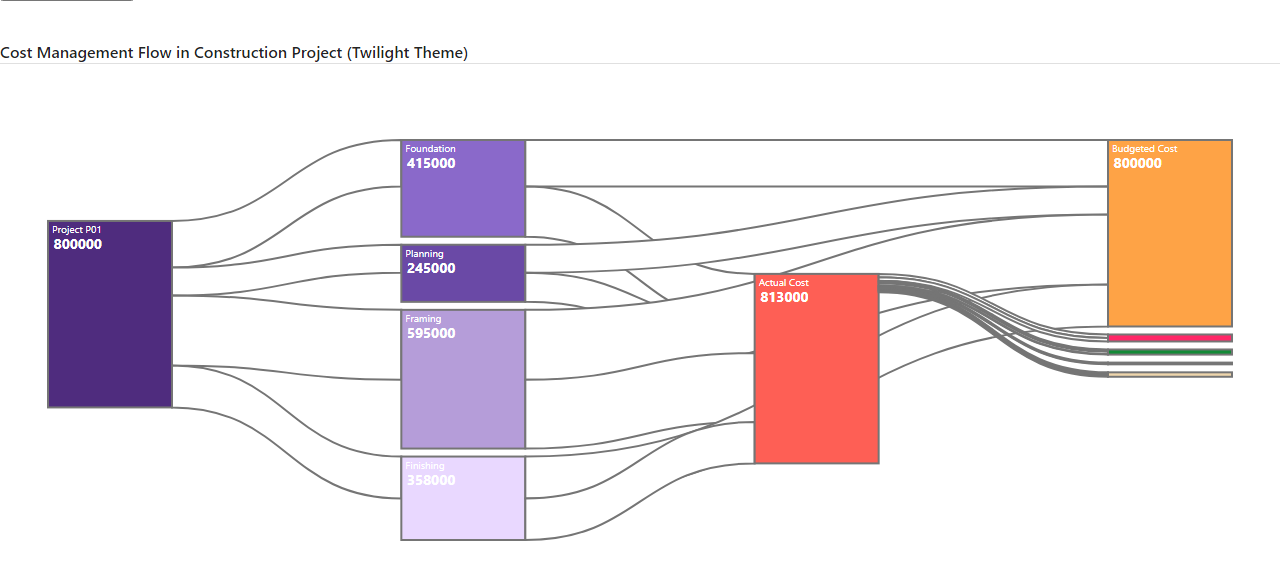 Cost Management Flow in Construction Project (Twilight Theme)
Project P01
800000
Foundation
415000
Planning
245000
Framing
595000
Finishing
358000
Actual Cost
813000
Budgeted Cost
800000